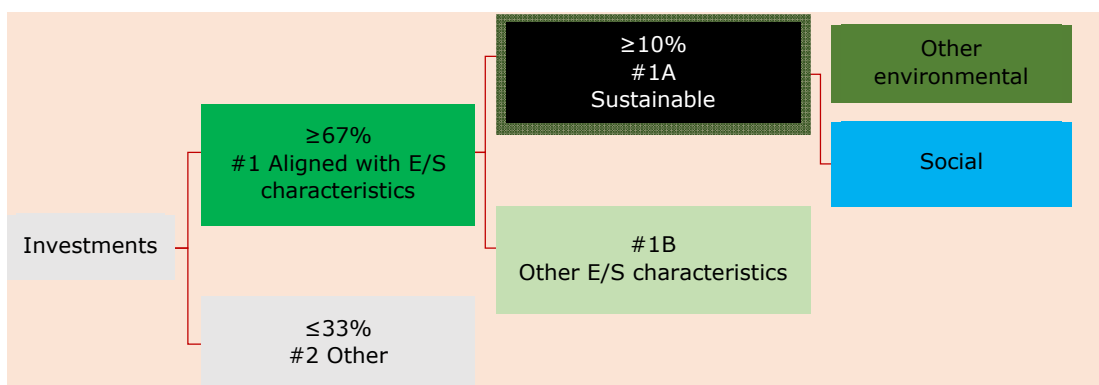 Investments
≥67%
#1 Aligned with E/S
characteristics
≤33%
#2 Other
≥10%
#1A
Sustainable
#1B
Other E/S characteristics
Other
environmental
Social